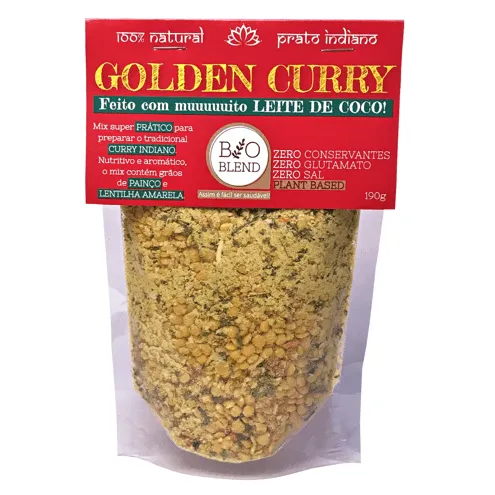 100% natural
prato indiano
GOLDEN CURRY
Feito com muuuuuito LEITE DE COCO!
Mix super PRÁTICO para
preparar o tradicional
CURRY INDIANO.
Nutritivo e aromático,
o mix contém grãos
de PAINÇO e
LENTILHA AMARELA.
BIO
BLEND
Assim é fácil ser saudável!
ZERO CONSERVANTES
ZERO GLUTAMATO
ZERO SAL
PLANT BASED
190g